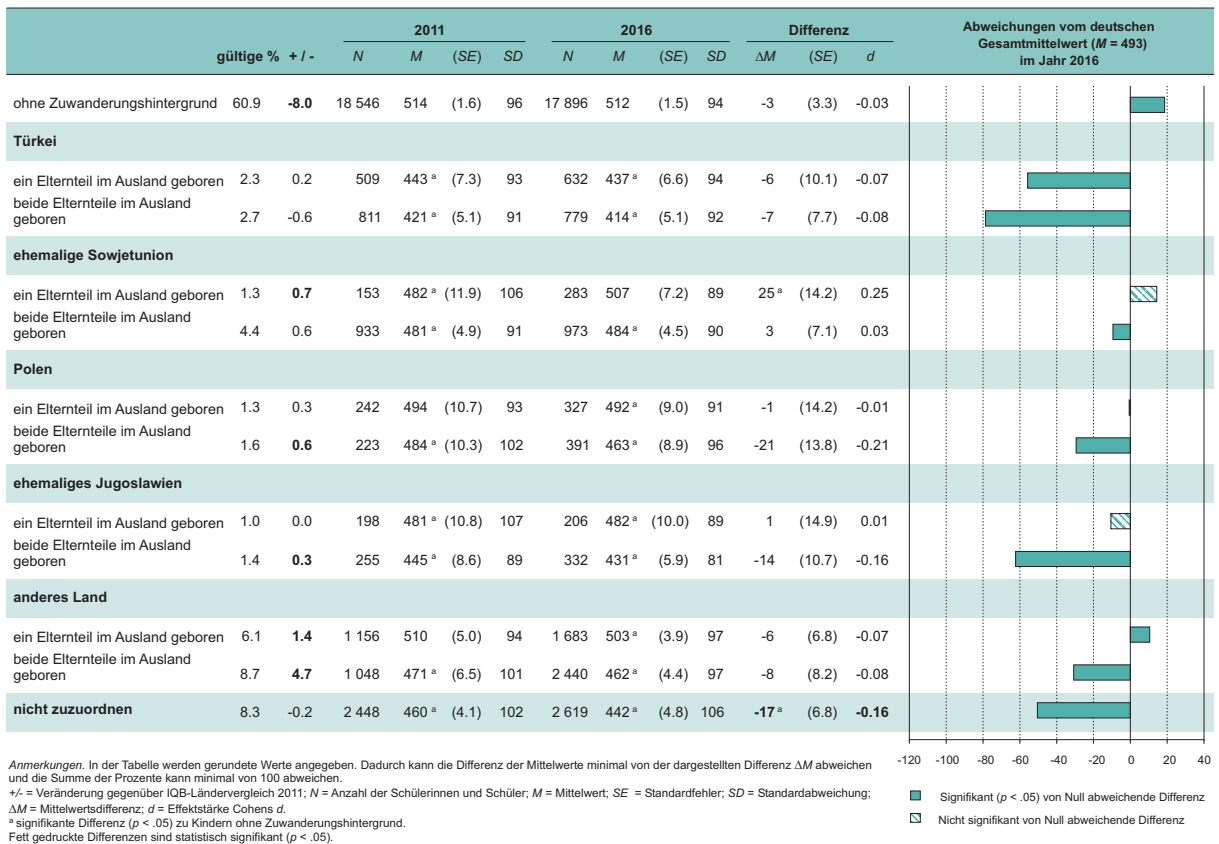 2011 2016 Differenz Abweichungen vom deutschen
Gesamtmittelwert (M = 493)
im Jahr 2016
gültige % + / - N M (SE) SD N M (SE) SD ΔM (SE) d
ohne Zuwanderungshintergrund 60.9 -8.0 18 546 514 (1.6) 96 17 896 512 (1.5) 94 -3 (3.3) -0.03
Türkei
ein Elternteil im Ausland geboren 2.3 0.2 509 443 a (7.3) 93 632 437 a (6.6) 94 -6 (10.1) -0.07
beide Elternteile im Ausland
geboren 2.7 -0.6 811 421 a (5.1) 91 779 414 a (5.1) 92 -7 (7.7) -0.08
ehemalige Sowjetunion
ein Elternteil im Ausland geboren 1.3 0.7 153 482 a (11.9) 106 283 507 (7.2) 89 25 a (14.2) 0.25
beide Elternteile im Ausland
geboren 4.4 0.6 933 481 a (4.9) 91 973 484 a (4.5) 90 3 (7.1) 0.03
Polen
ein Elternteil im Ausland geboren 1.3 0.3 242 494 (10.7) 93 327 492 a (9.0) 91 -1 (14.2) -0.01
beide Elternteile im Ausland
geboren 1.6 0.6 223 484 a (10.3) 102 391 463 a (8.9) 96 -21 (13.8) -0.21
ehemaliges Jugoslawien
ein Elternteil im Ausland geboren 1.0 0.0 198 481 a (10.8) 107 206 482 a (10.0) 89 1 (14.9) 0.01
beide Elternteile im Ausland
geboren 1.4 0.3 255 445 a (8.6) 89 332 431 a (5.9) 81 -14 (10.7) -0.16
anderes Land
ein Elternteil im Ausland geboren 6.1 1.4 1 156 510 (5.0) 94 1 683 503 a (3.9) 97 -6 (6.8) -0.07
beide Elternteile im Ausland
geboren 8.7 4.7 1 048 471 a (6.5) 101 2 440 462 a (4.4) 97 -8 (8.2) -0.08
nicht zuzuordnen 8.3 -0.2 2 448 460 a (4.1) 102 2 619 442 a (4.8) 106 -17 a (6.8) -0.16
-120 -100 -80 -60 -40 -20 0 20 40
Anmerkungen. In der Tabelle werden gerundete Werte angegeben. Dadurch kann die Differenz der Mittelwerte minimal von der dargestellten Differenz ΔM abweichen
und die Summe der Prozente kann minimal von 100 abweichen.
+/- = Veränderung gegenüber IQB-Ländervergleich 2011; N = Anzahl der Schülerinnen und Schüler; M = Mittelwert; SE = Standardfehler; SD = Standardabweichung;
ΔM = Mittelwertsdifferenz; d = Effektstärke Cohens d.
a signifikante Differenz (p < .05) zu Kindern ohne Zuwanderungshintergrund.
Fett gedruckte Differenzen sind statistisch signifikant (p < .05).
Signifikant (p < .05) von Null abweichende Differenz
Nicht signifikant von Null abweichende Differenz